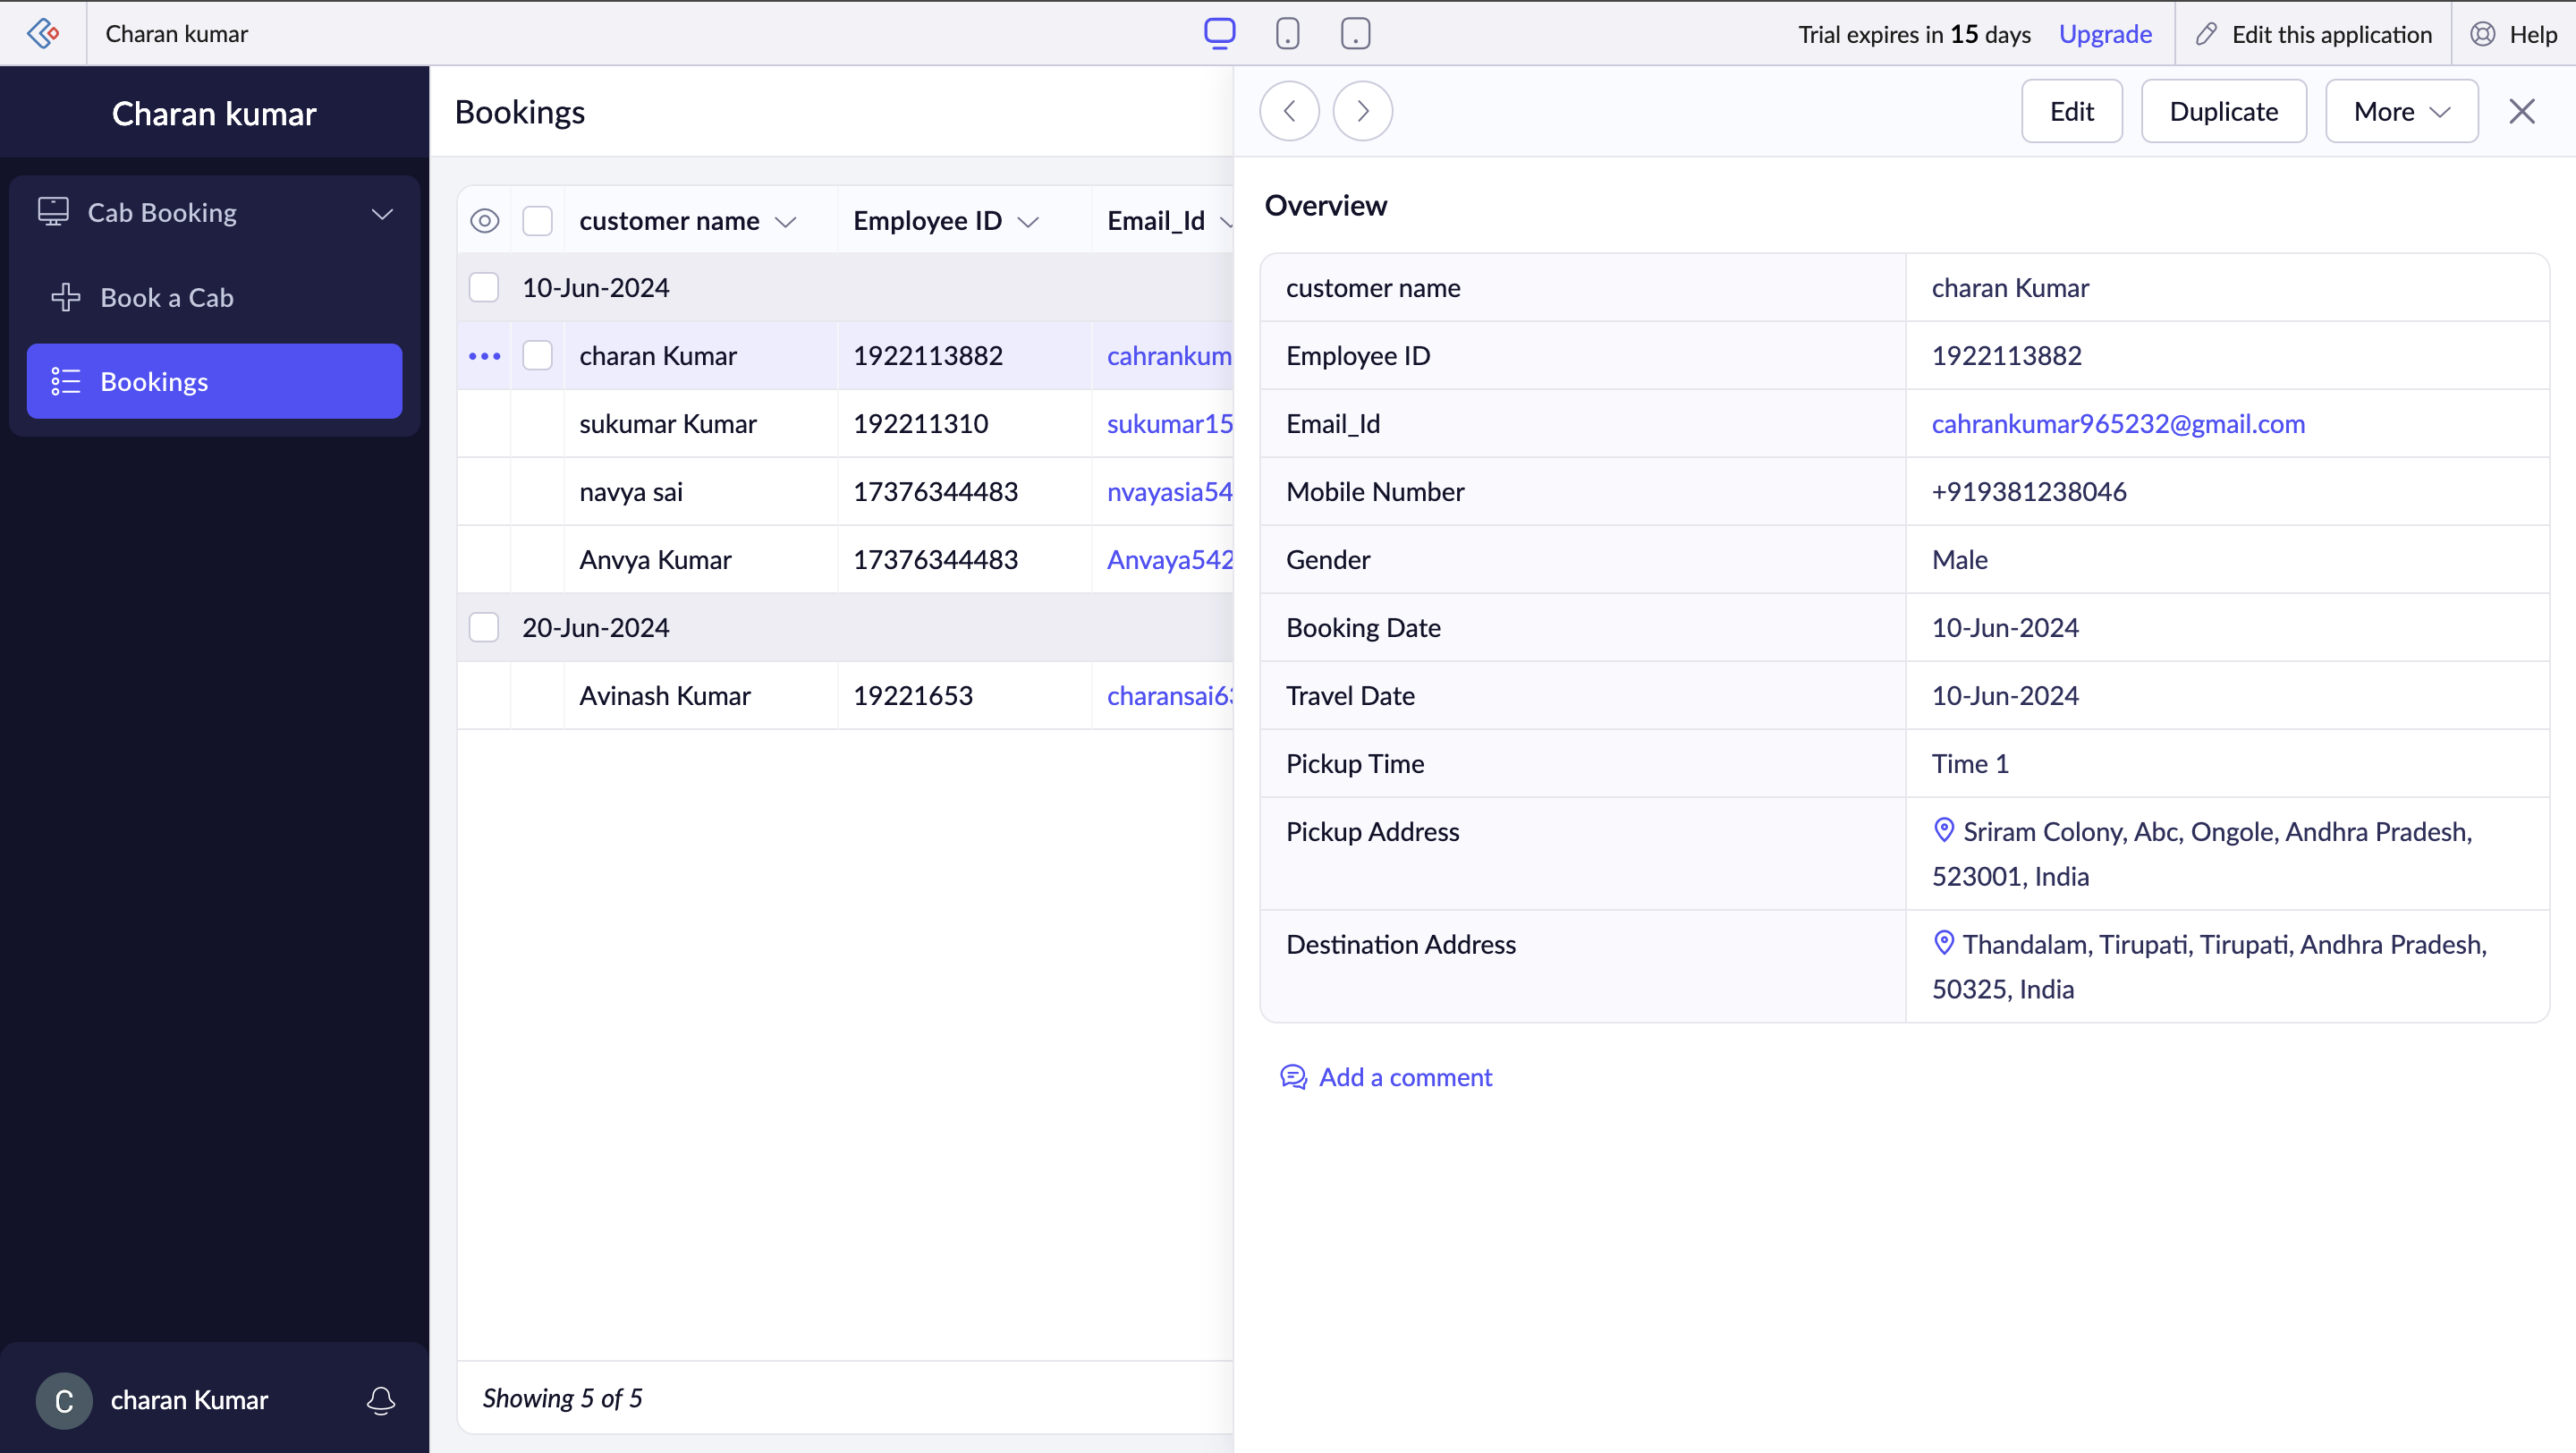 Charan kumar
Trial expires in 15 days Upgrade Edit this application Help
Charan kumar
Cab Booking
Book a Cab
Bookings
C charan Kumar
Bookings
customer name Employee ID Email_Id
10-Jun-2024
charan Kumar 1922113882 cahrankum
sukumar Kumar 192211310 sukumar15
navya sai 17376344483 nvayasia54
Anvya Kumar 17376344483 Anvaya542
20-Jun-2024
Avinash Kumar 19221653 charansai63
Showing 5 of 5
Edit Duplicate More
Overview
customer name charan Kumar
Employee ID 1922113882
Email_Id cahrankumar965232@gmail.com
Mobile Number +919381238046
Gender Male
Booking Date 10-Jun-2024
Travel Date 10-Jun-2024
Pickup Time Time 1
Pickup Address Sriram Colony, Abc, Ongole, Andhra Pradesh,
523001, India
Destination Address Thandalam, Tirupati, Tirupati, Andhra Pradesh,
50325, India
Add a comment